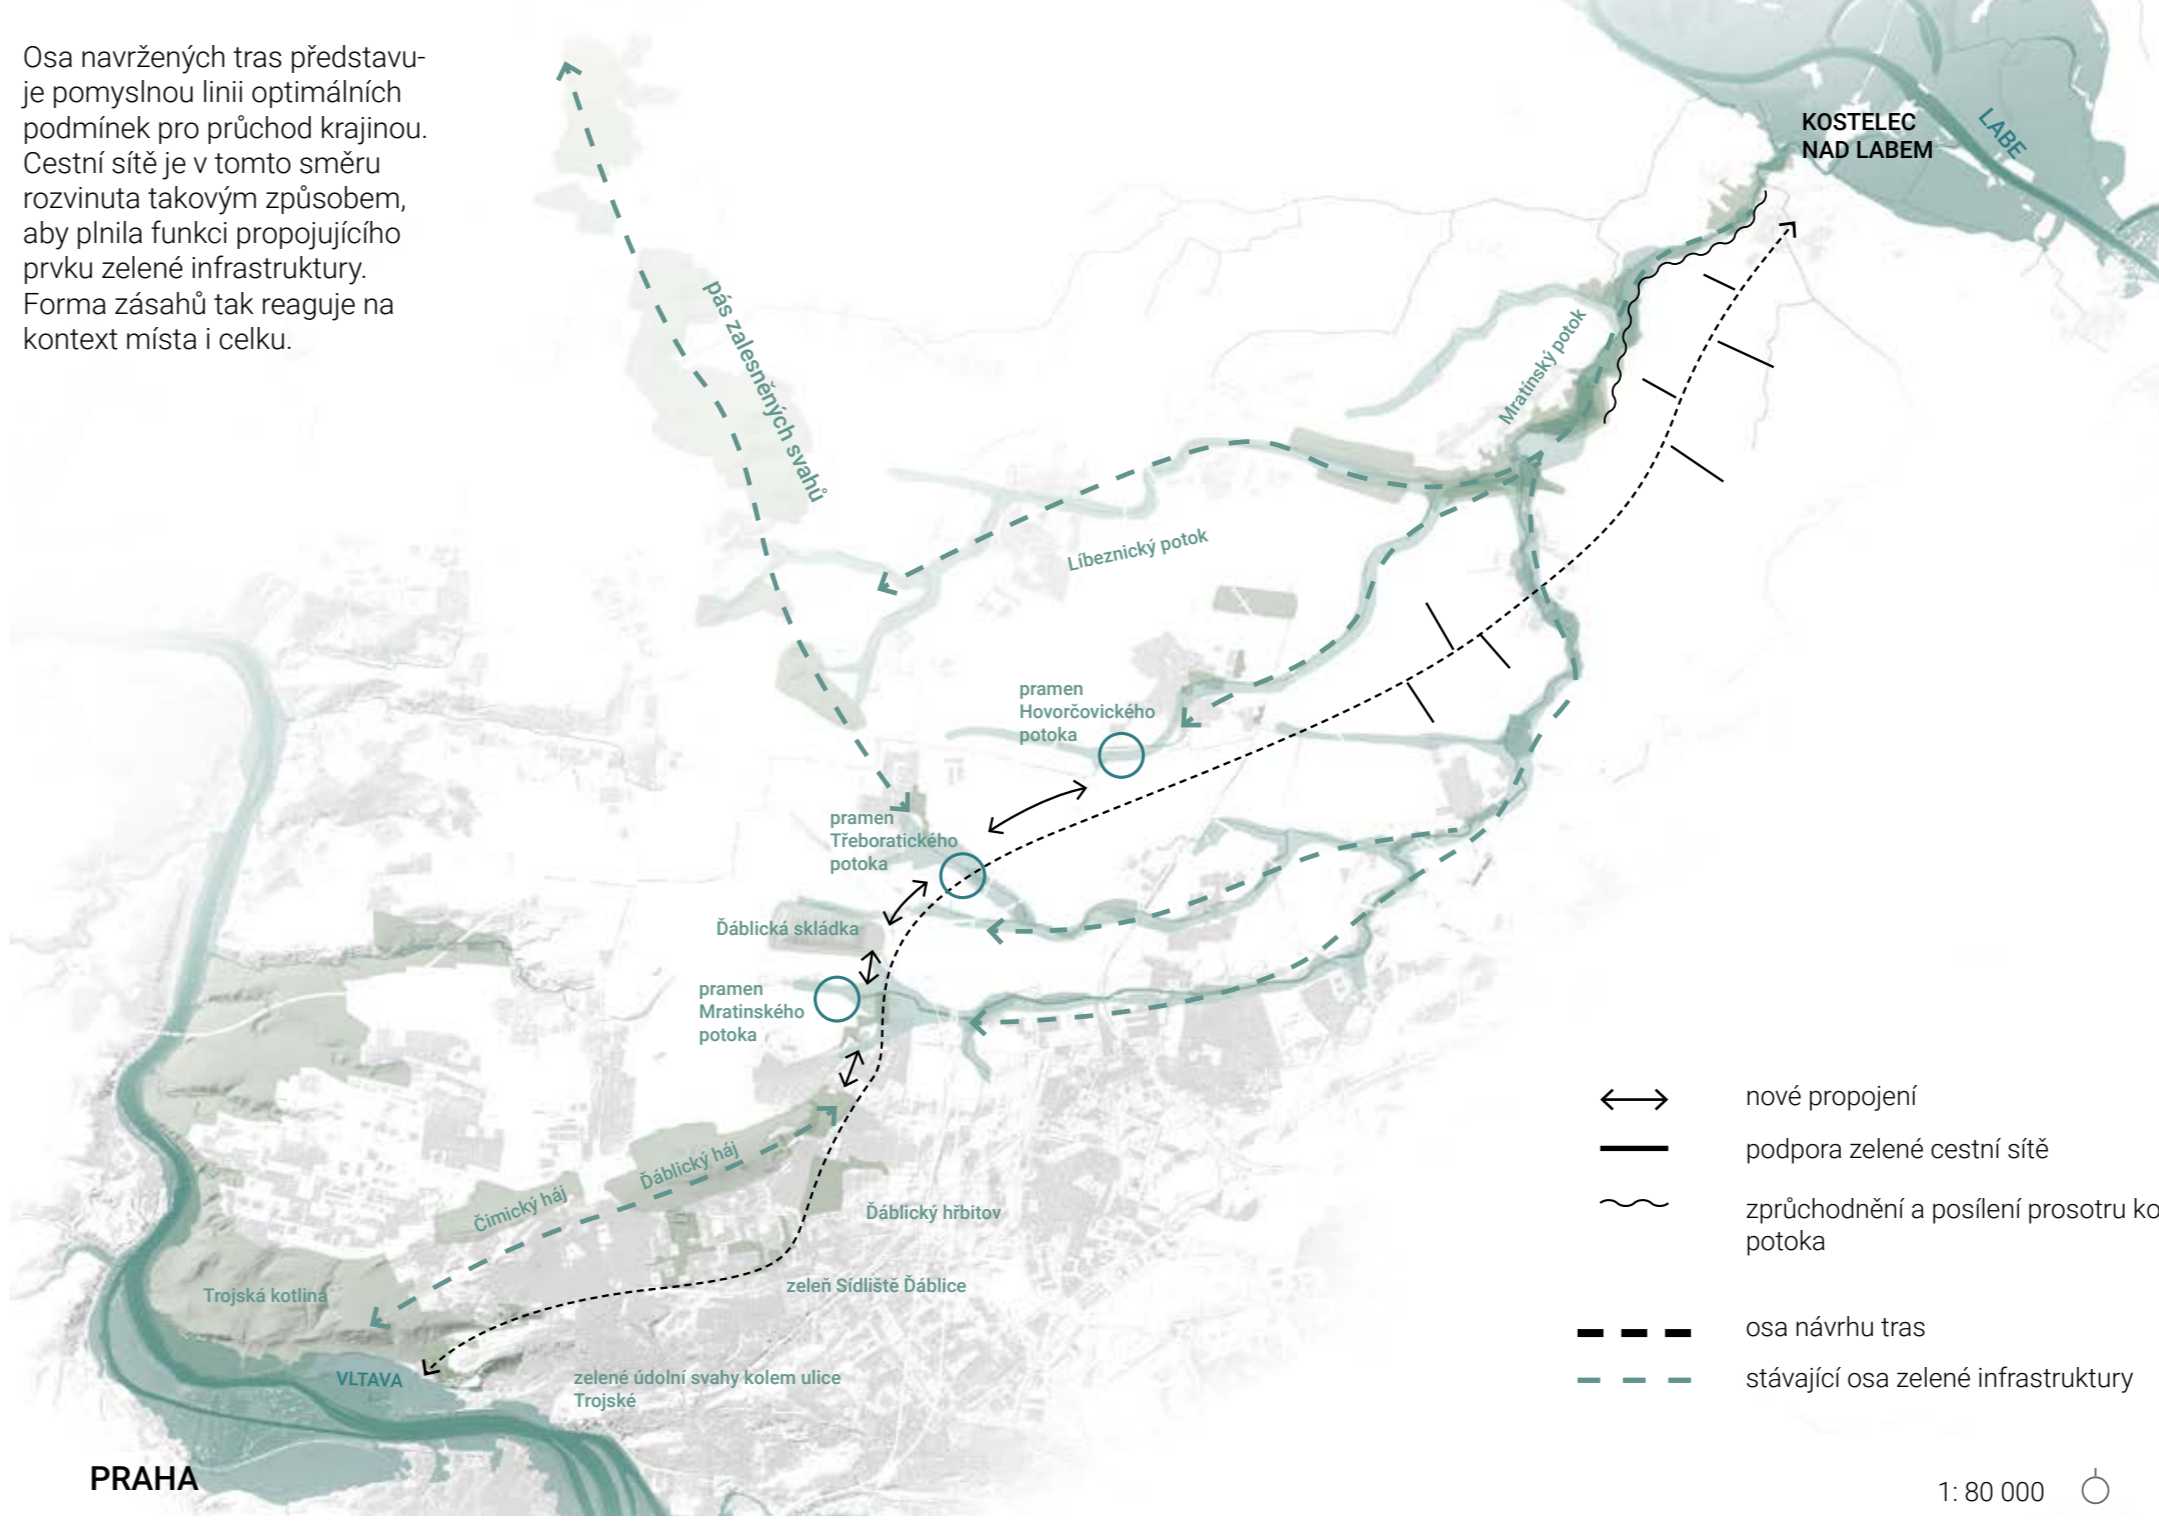 Osa navržených tras představu-
je pomyslnou linii optimálních
podmínek pro průchod krajinou.
Cestní sítě je v tomto směru
rozvinuta takovým způsobem,
aby plnila funkci propojujícího
prvku zelené infrastruktury.
Forma zásahů tak reaguje na
kontext místa i celku.
KOSTELEC
NAD LABEM
LABE
pás zalesněných svahů
Mratínský potok
Líbeznický potok
pramen
Hovorčovického
potoka
pramen
Třeboratického
potoka
Ďáblická skládka
pramen
Mratinského
potoka
Ďáblický háj
Čimický háj
Ďáblický hřbitov
Trojská kotlina
zeleň Sídliště Ďáblice
VLTAVA
zelené údolní svahy kolem ulice
Trojské
PRAHA
nové propojení
podpora zelené cestní sítě
zprůchodnění a posílení prosotru ko
potoka
osa návrhu tras
stávající osa zelené infrastruktury
1: 80 000